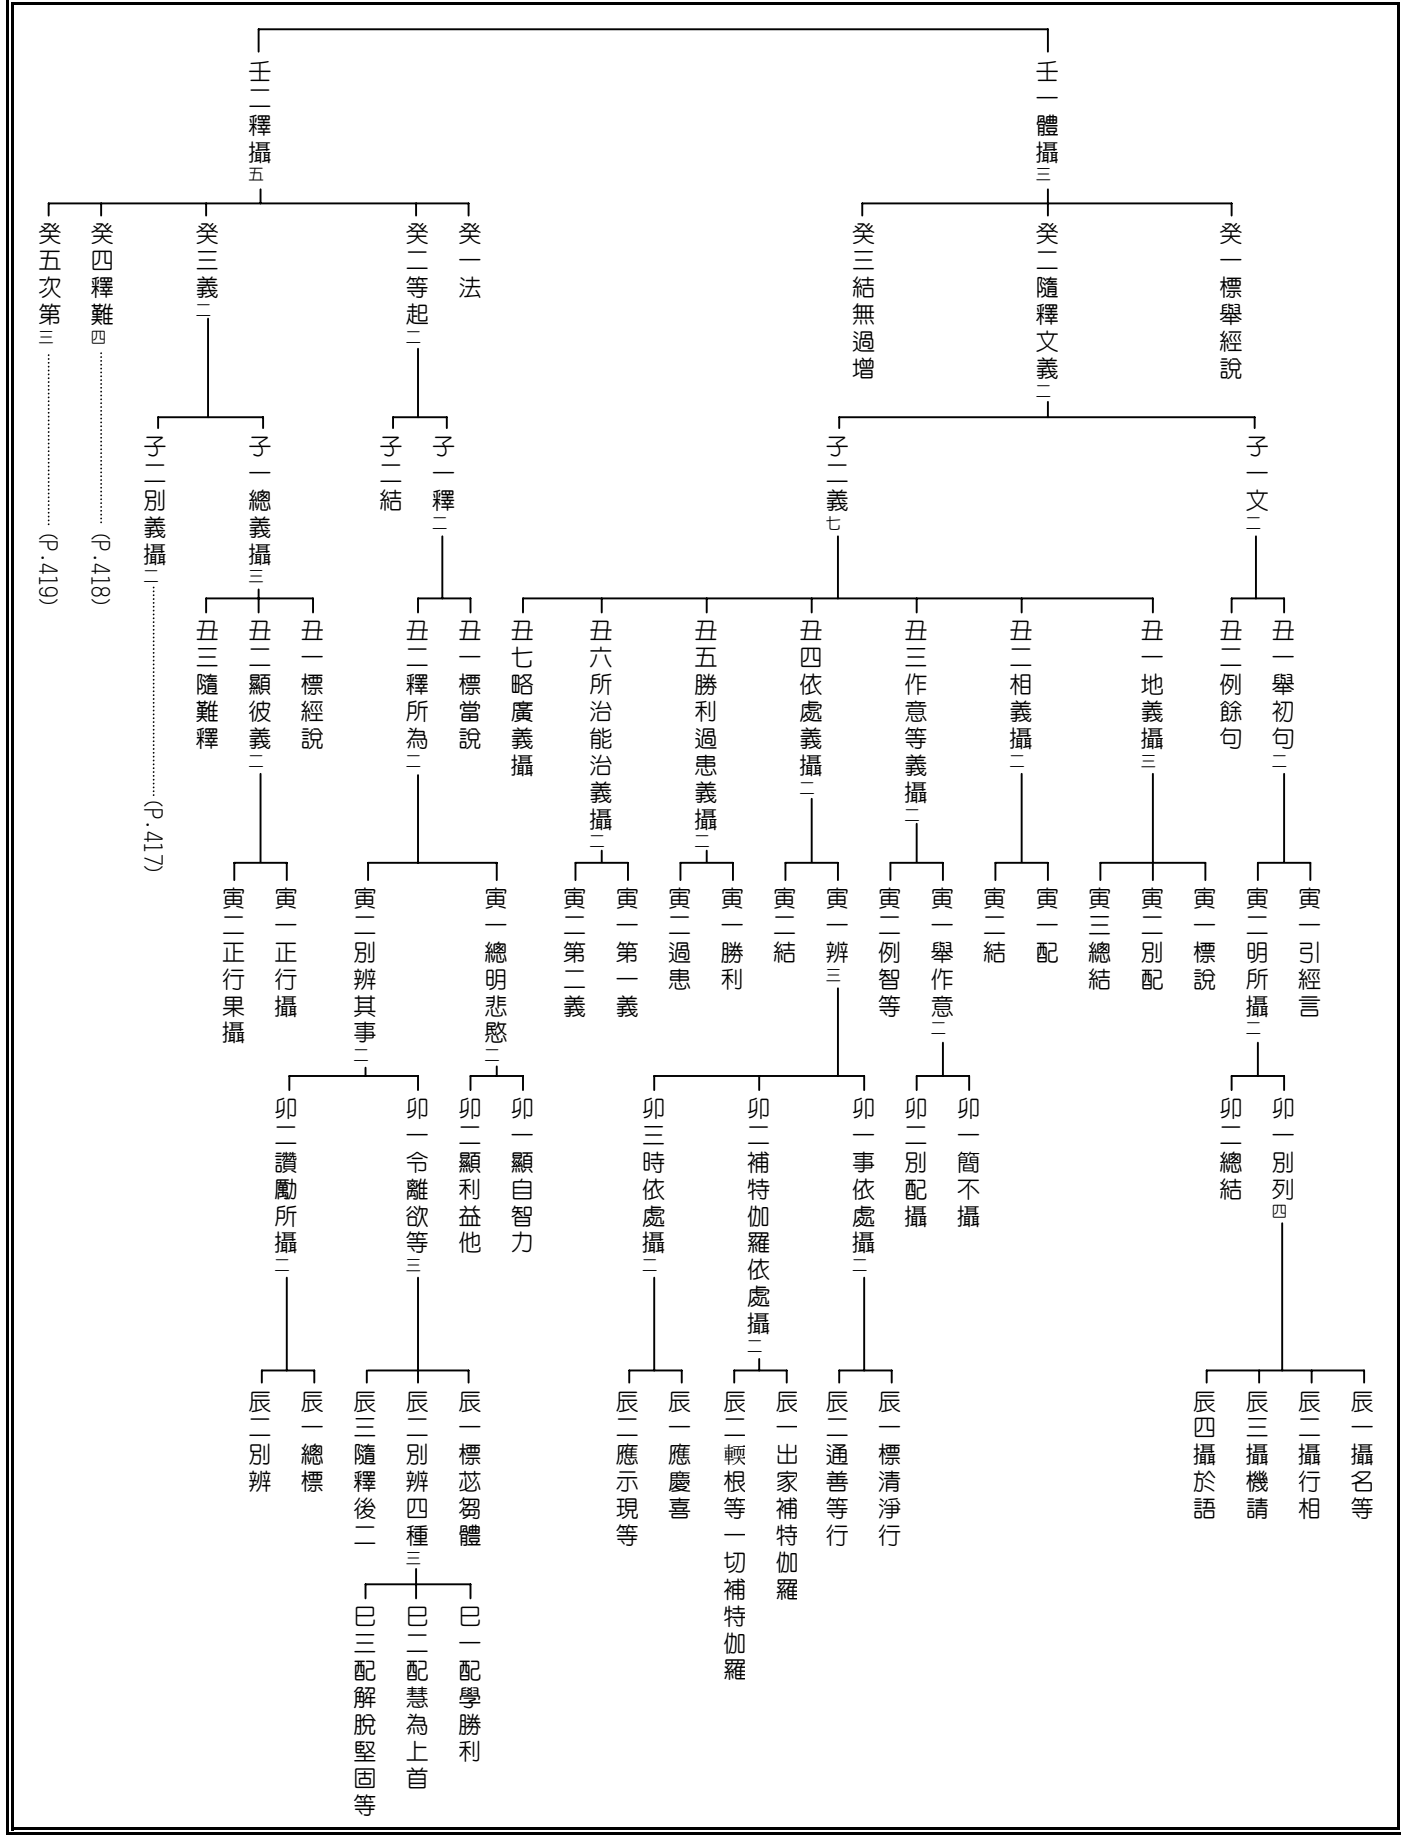 壬一體攝三
癸一標舉經說
癸二隨釋文義二
子一文二
丑一舉初句二
寅一引經言
寅二明所攝二
卯一別列四
辰一攝名等
辰二攝行相
辰三攝機請
辰四攝於語
卯二總結
丑二例餘句
子二義七
丑一地義攝三
寅一標說
寅二別配
寅三總結
丑二相義攝二
寅一配
寅二結
丑三作意等義攝二
寅一舉作意二
卯一簡不攝
卯二別配攝
寅二例智等
丑四依處義攝二
寅一辨三
卯一事依處攝二
辰一標清淨行
辰二通善等行
卯二補特伽羅依處攝二
辰一出家補特伽羅
辰二輭根等一切補特伽羅
卯三時依處攝二
辰一應慶喜
辰二應示現等
寅二結
丑五勝利過患義攝二
寅一勝利
寅二過患
丑六所治能治義攝二
寅一第一義
寅二第二義
丑七略廣義攝
癸三結無過增
壬二釋攝五
癸一法
癸二等起二
子一釋二
丑一標當說
丑二釋所為二
寅一總明悲愍二
卯一顯自智力
卯二顯利益他
寅二別辨其事二
卯一令離欲等三
辰一標苾芻體
辰二別辨四種三
巳一配學勝利
巳二配慧為上首
巳三配解脫堅固等
辰三隨釋後二
卯二讚勵所攝二
辰一總標
辰二別辨
子二結
癸三義二
子一總義攝三
丑一標經說
丑二顯彼義二
寅一正行攝
寅二正行果攝
丑三隨難釋
子二別義攝二 (P.417)
癸四釋難四 (P.418)
癸五次第三 (P.419)